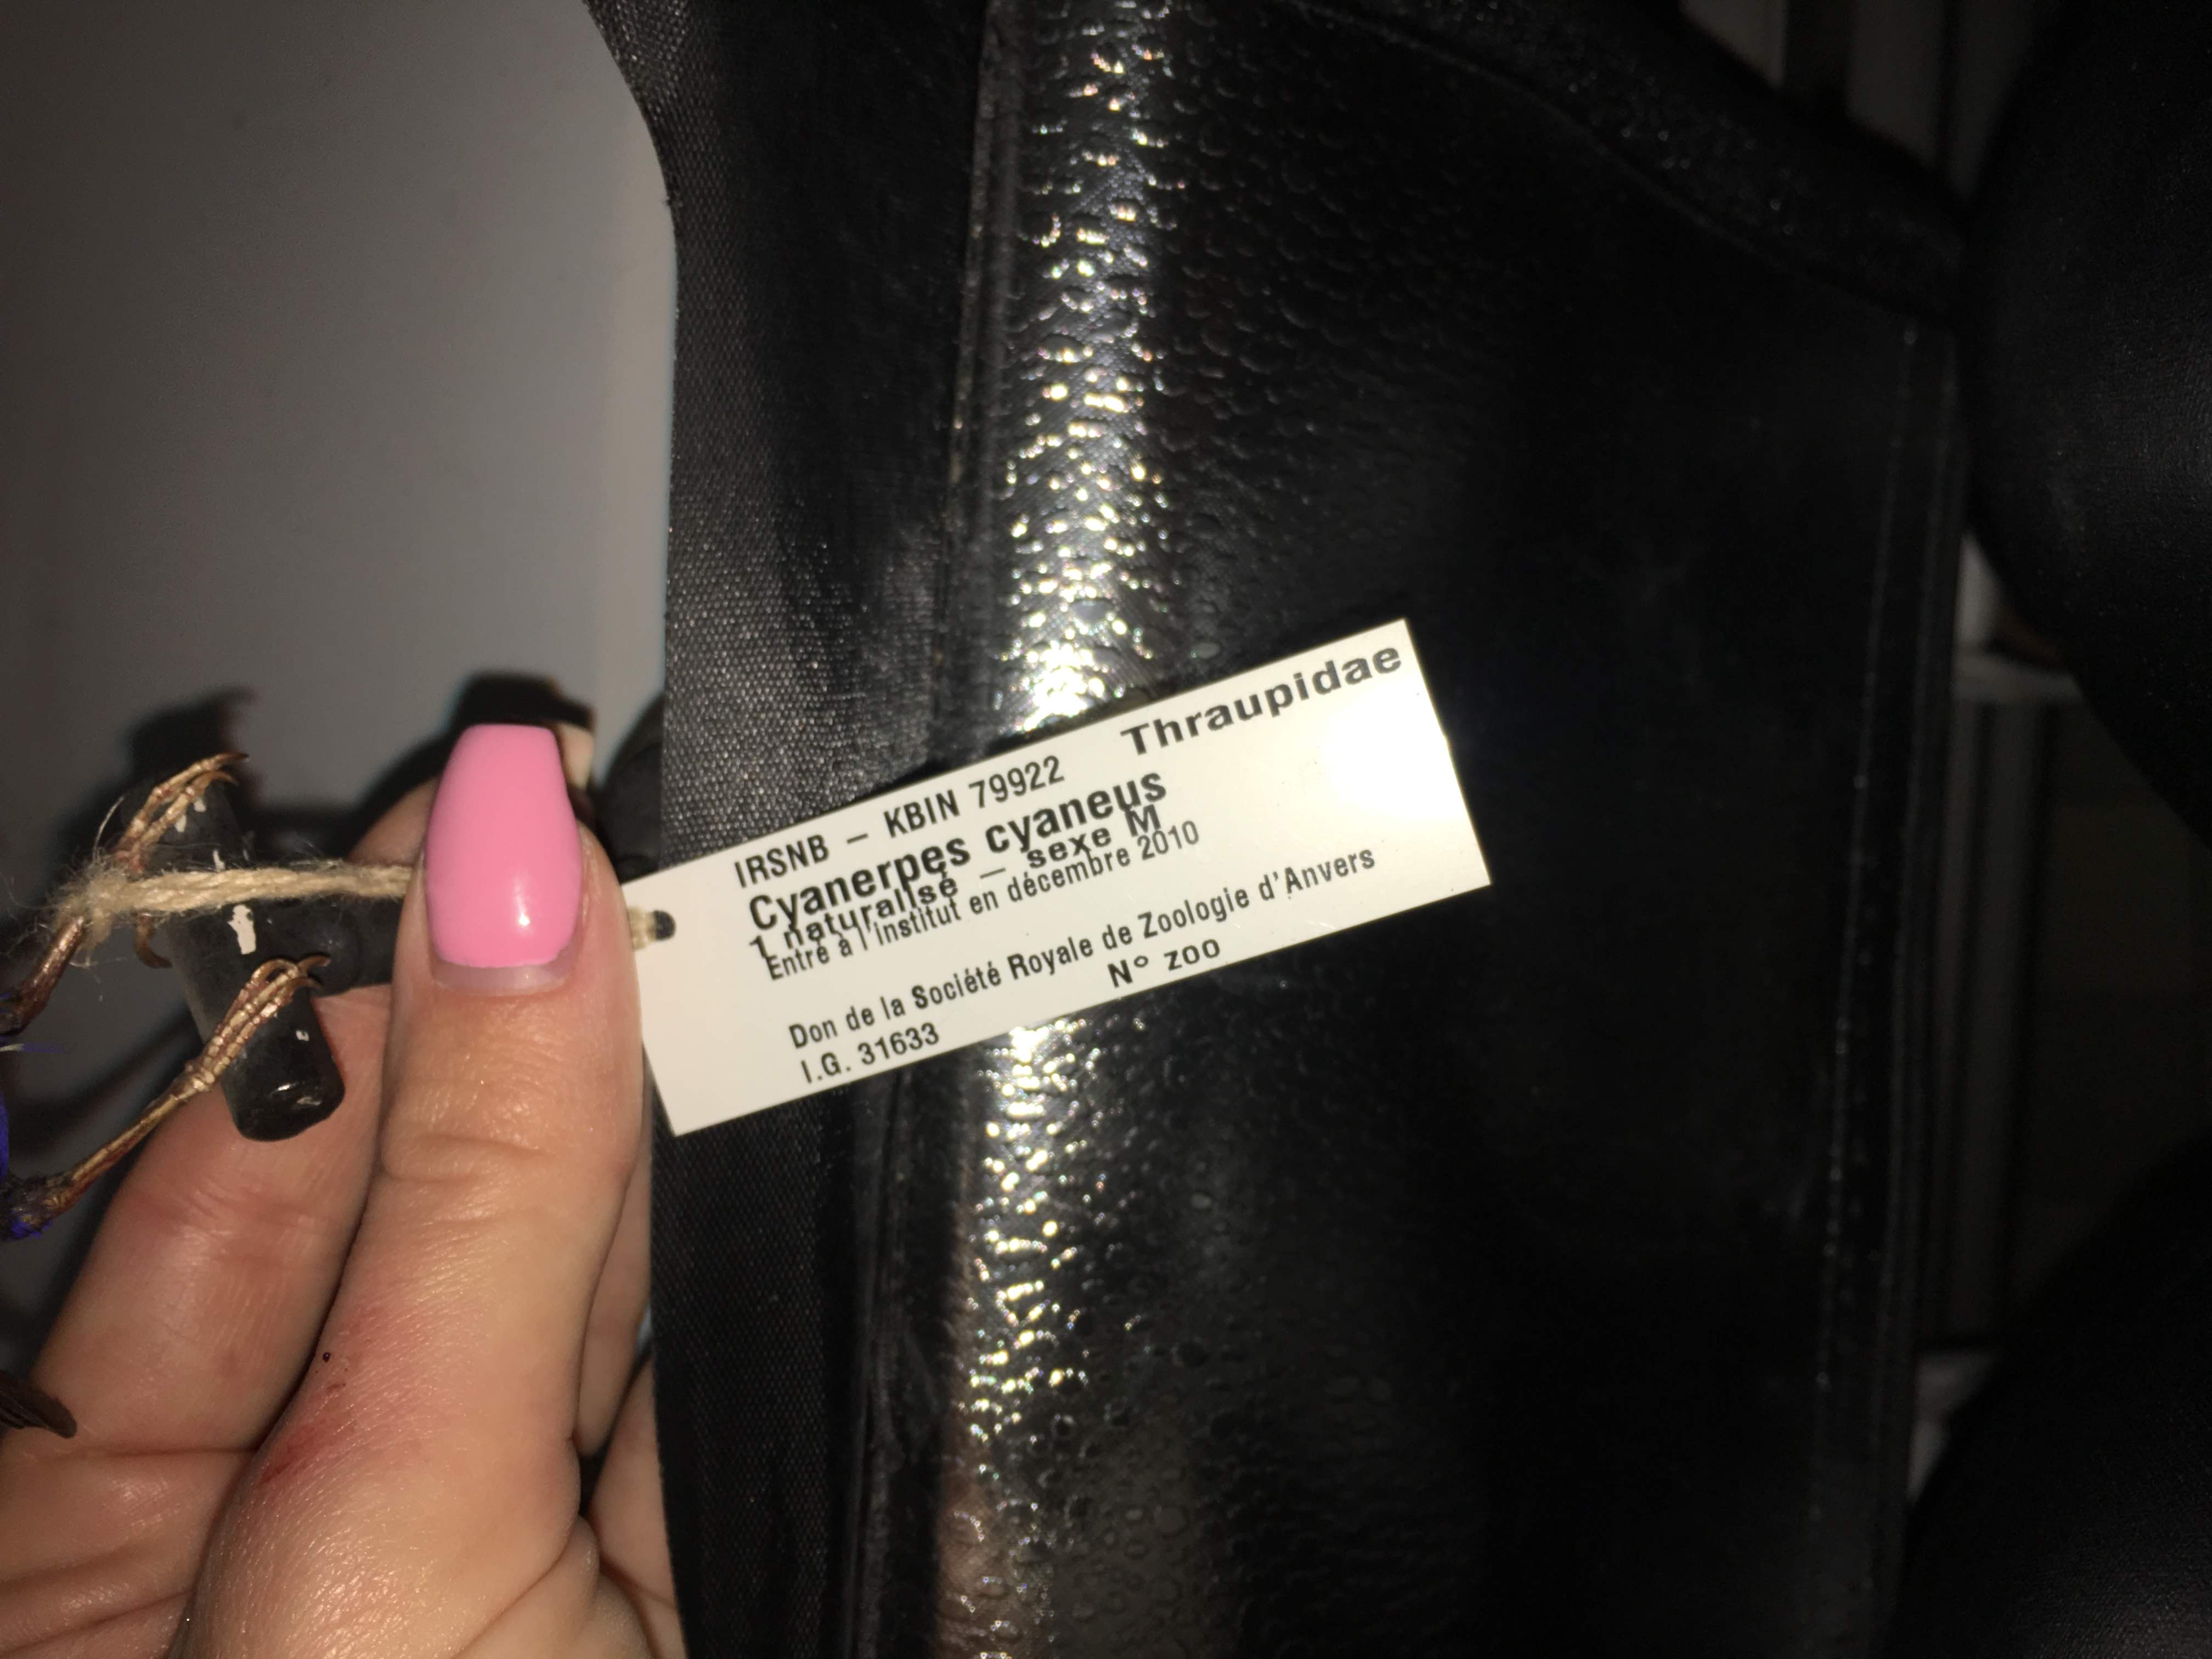 IRSNB – KBIN 79922 Thraupidae
Cyanerpes cyaneus
1 naturalisé – sexe M
Entré à l'Institut en décembre 2010
Don de la Société Royale de Zoologie d'Anvers
I.G. 31633 N° zoo